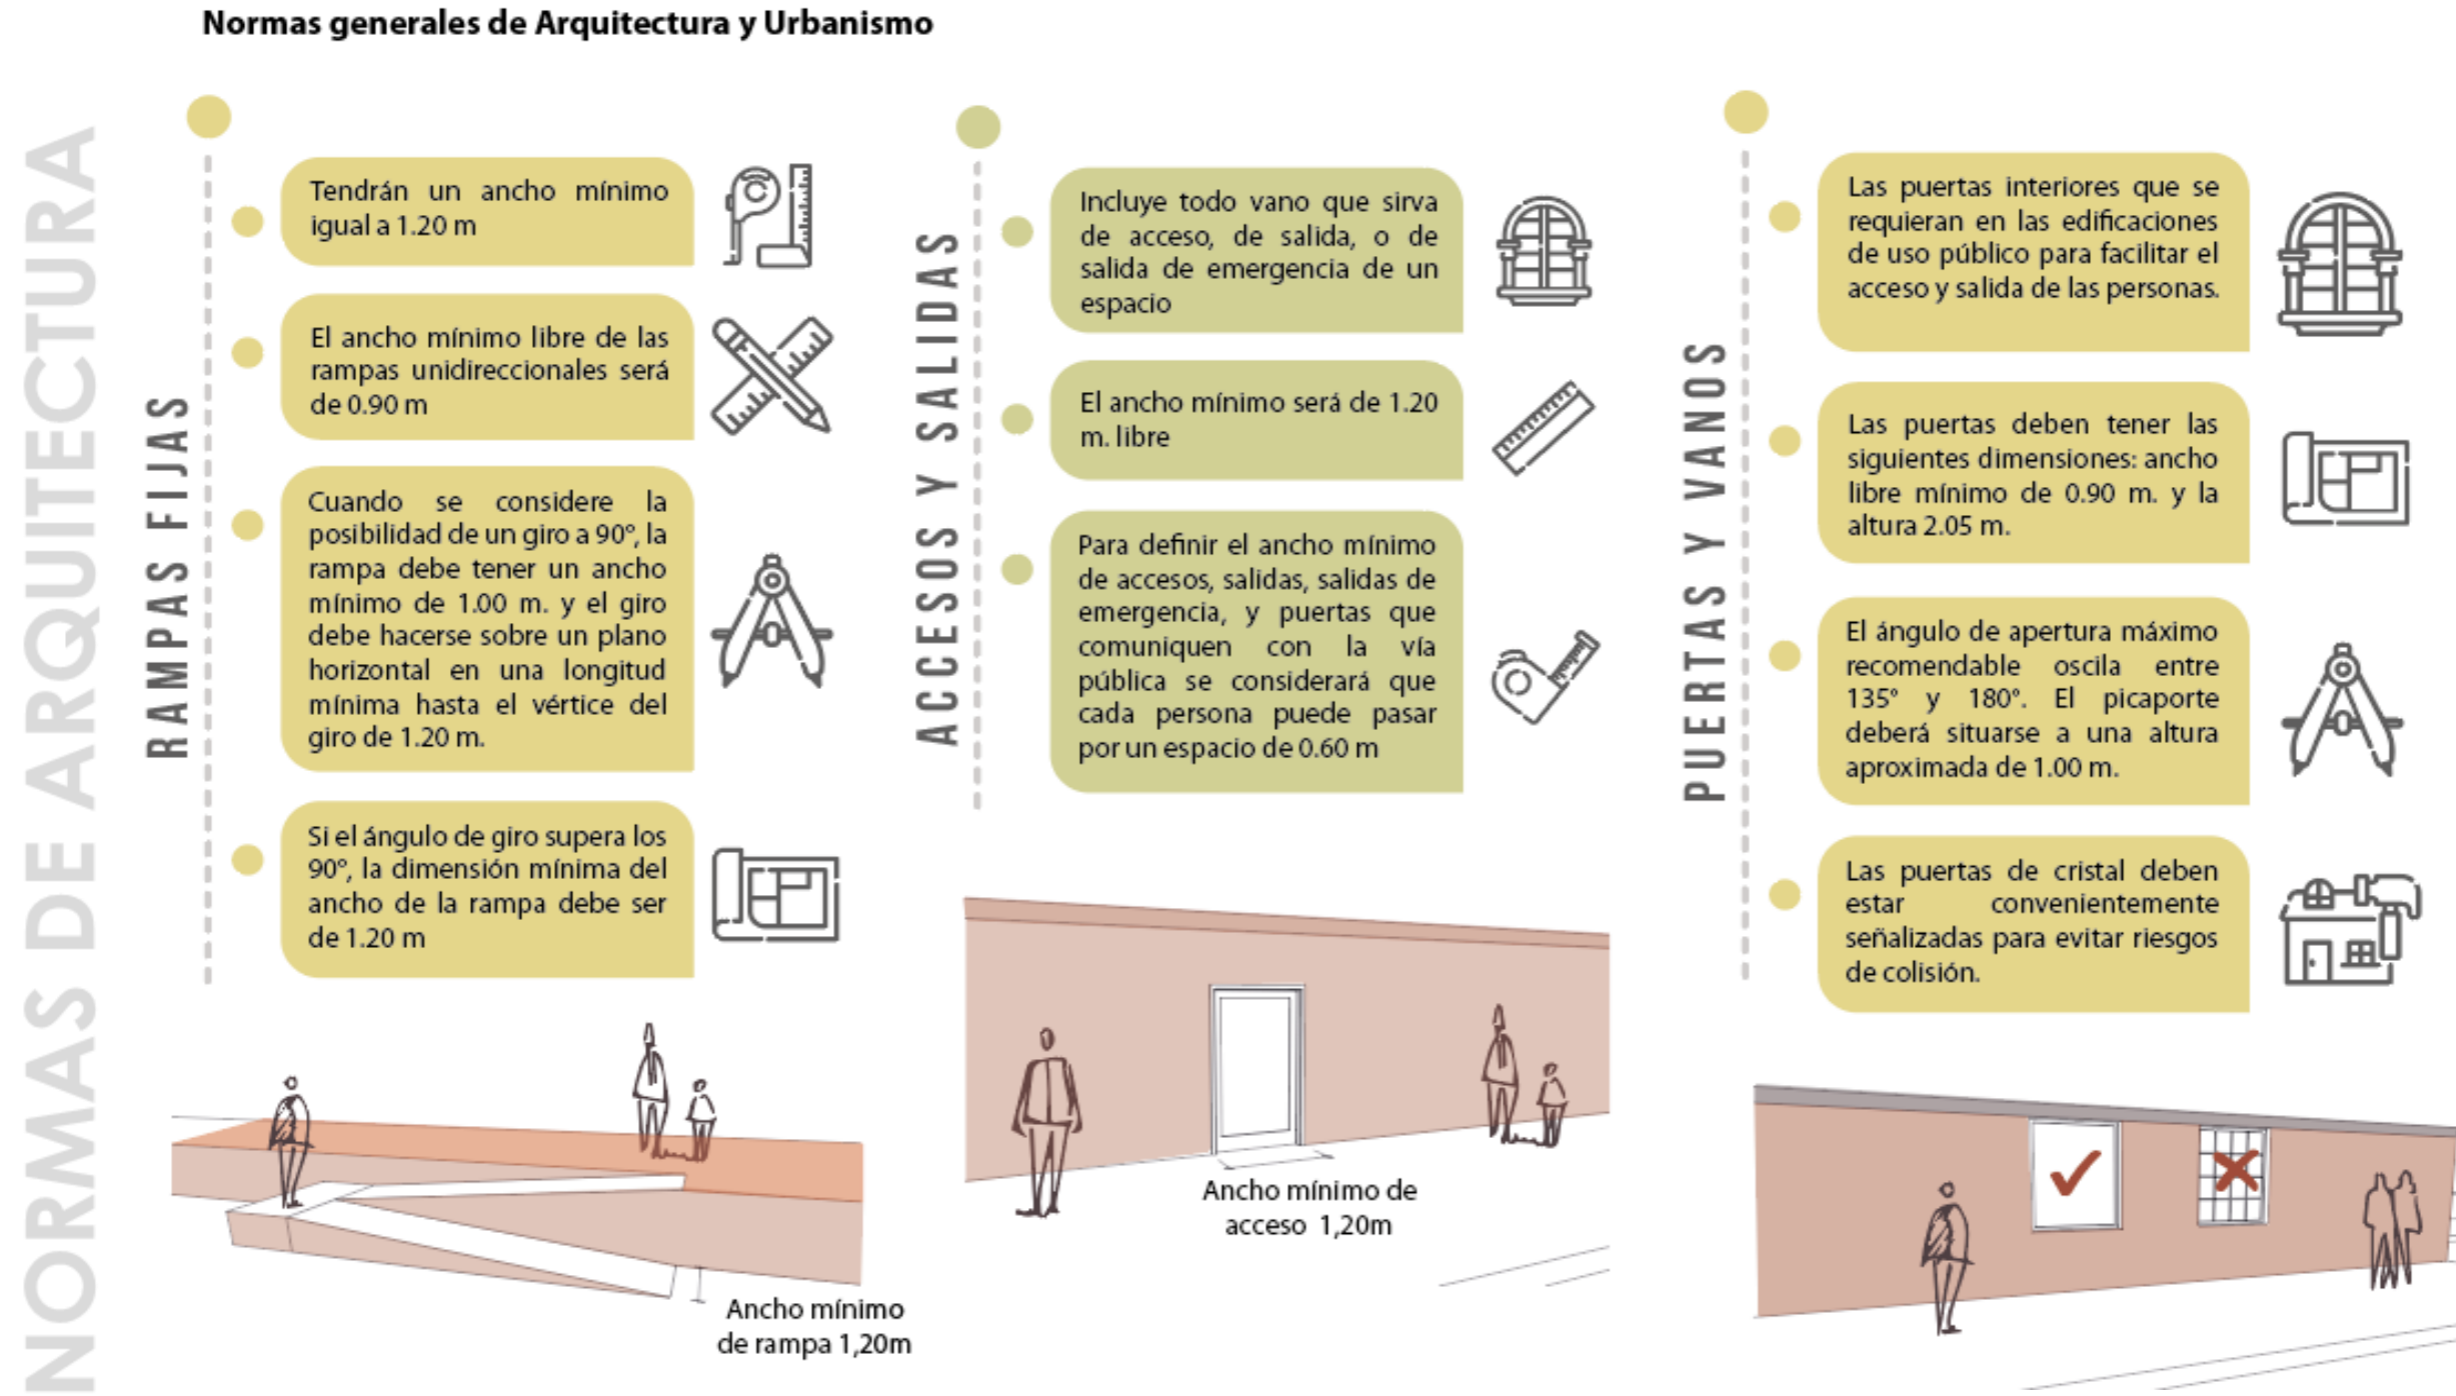 Normas generales de Arquitectura y Urbanismo
NORMAS DE ARQUITECTURA
RAMPAS FIJAS
Tendrán un ancho mínimo
igual a 1.20 m
El ancho mínimo libre de las
rampas unidireccionales será
de 0.90 m
Cuando se considere la
posibilidad de un giro a 90°, la
rampa debe tener un ancho
mínimo de 1.00 m. y el giro
debe hacerse sobre un plano
horizontal en una longitud
mínima hasta el vértice del
giro de 1.20 m.
Si el ángulo de giro supera los
90°, la dimensión mínima del
ancho de la rampa debe ser
de 1.20 m
Ancho mínimo
de rampa 1,20m
ACCESOS Y SALIDAS
Incluye todo vano que sirva
de acceso, de salida, o de
salida de emergencia de un
espacio
El ancho mínimo será de 1.20
m. libre
Para definir el ancho mínimo
de accesos, salidas, salidas de
emergencia, y puertas que
comuniquen con la vía
pública se considerará que
cada persona puede pasar
por un espacio de 0.60 m
Ancho mínimo de
acceso 1,20m
PUERTAS Y VANOS
Las puertas interiores que se
requieran en las edificaciones
de uso público para facilitar el
acceso y salida de las personas.
Las puertas deben tener las
siguientes dimensiones: ancho
libre mínimo de 0.90 m. y la
altura 2.05 m.
El ángulo de apertura máximo
recomendable oscila entre
135° y 180°. El picaporte
deberá situarse a una altura
aproximada de 1.00 m.
Las puertas de cristal deben
estar convenientemente
señalizadas para evitar riesgos
de colisión.